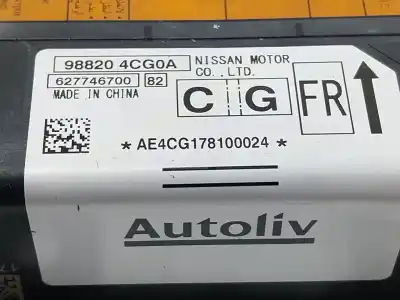 98820 4CG0A
NISSAN MOTOR
CO.,LTD.
627746700 82
MADE IN CHINA
C G FR
* AE4CG178100024 *
Autoliv